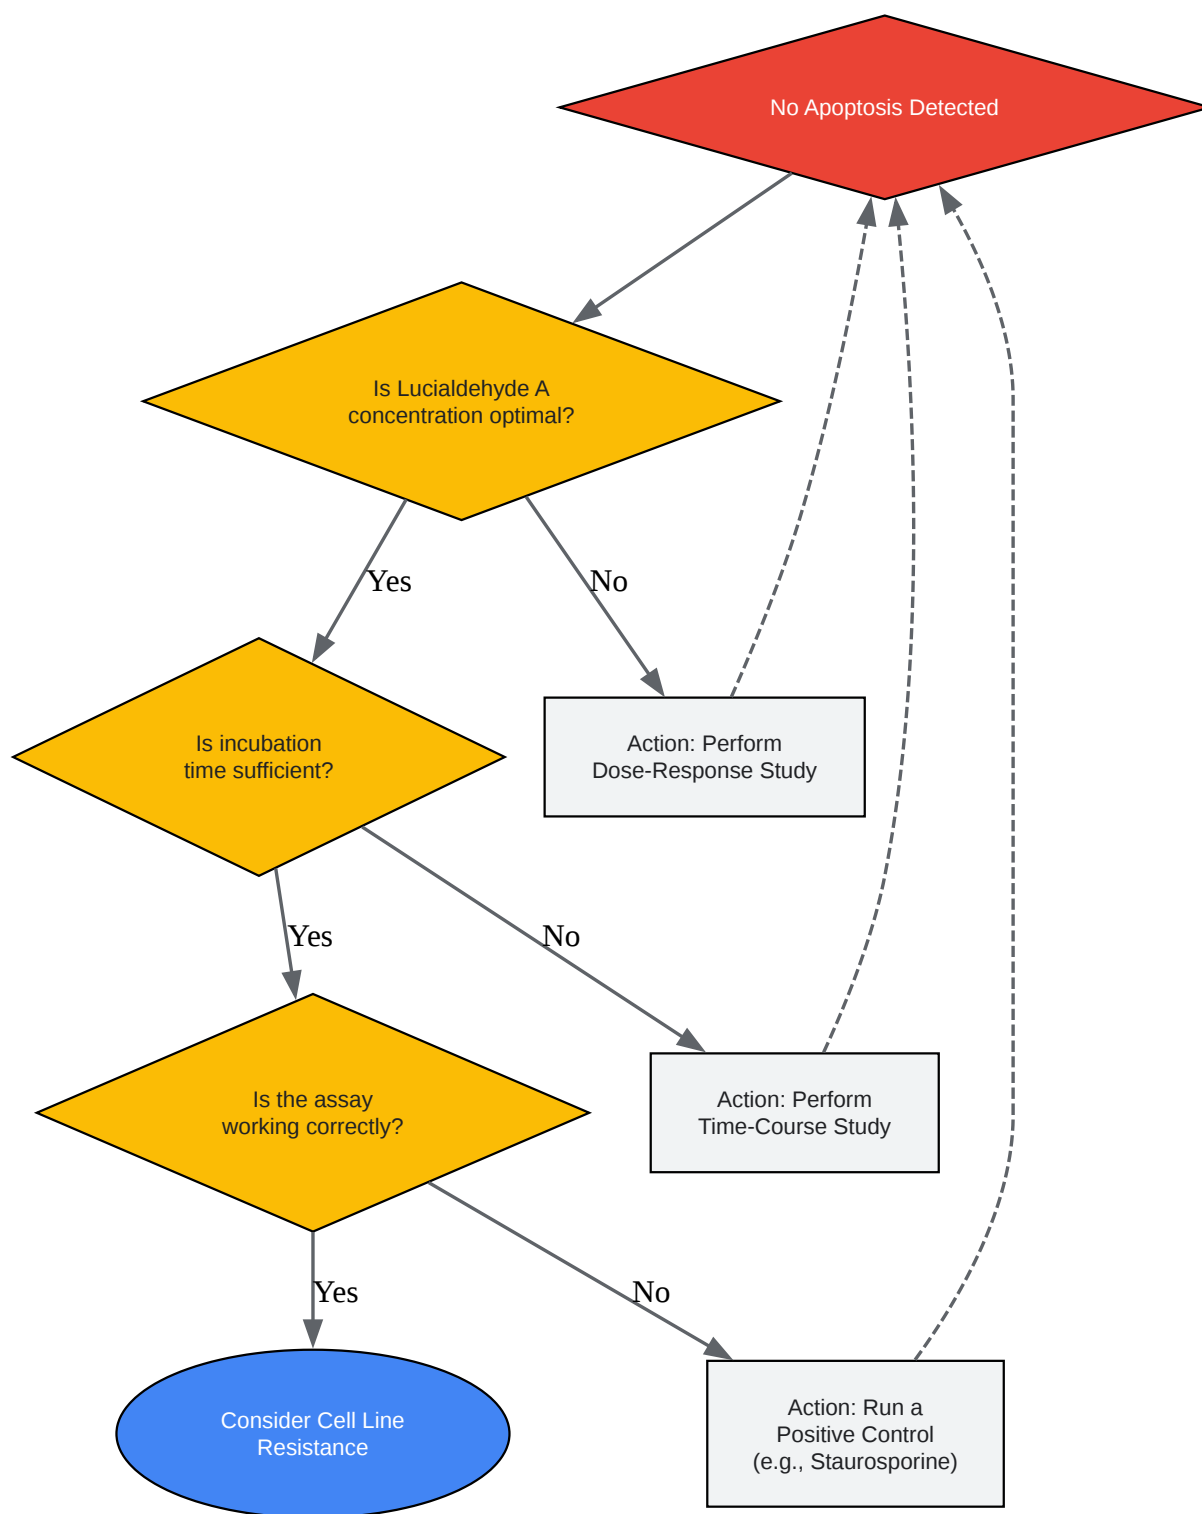 No Apoptosis Detected
Is Lucialdehyde A
concentration optimal?
Yes
No
Is incubation
time sufficient?
Action: Perform
Dose-Response Study
Yes
No
Is the assay
working correctly?
Action: Perform
Time-Course Study
Yes
No
Consider Cell Line
Resistance
Action: Run a
Positive Control
(e.g., Staurosporine)